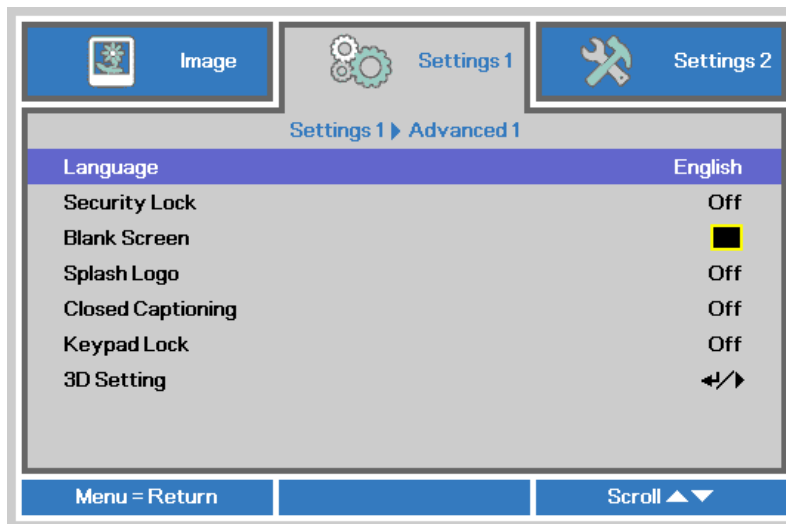 Image
Settings 1
Settings 2
Settings 1 ▶ Advanced 1
Language English
Security Lock Off
Blank Screen
Splash Logo Off
Closed Captioning Off
Keypad Lock Off
3D Setting ↵/▶
Menu = Return
Scroll ▲▼